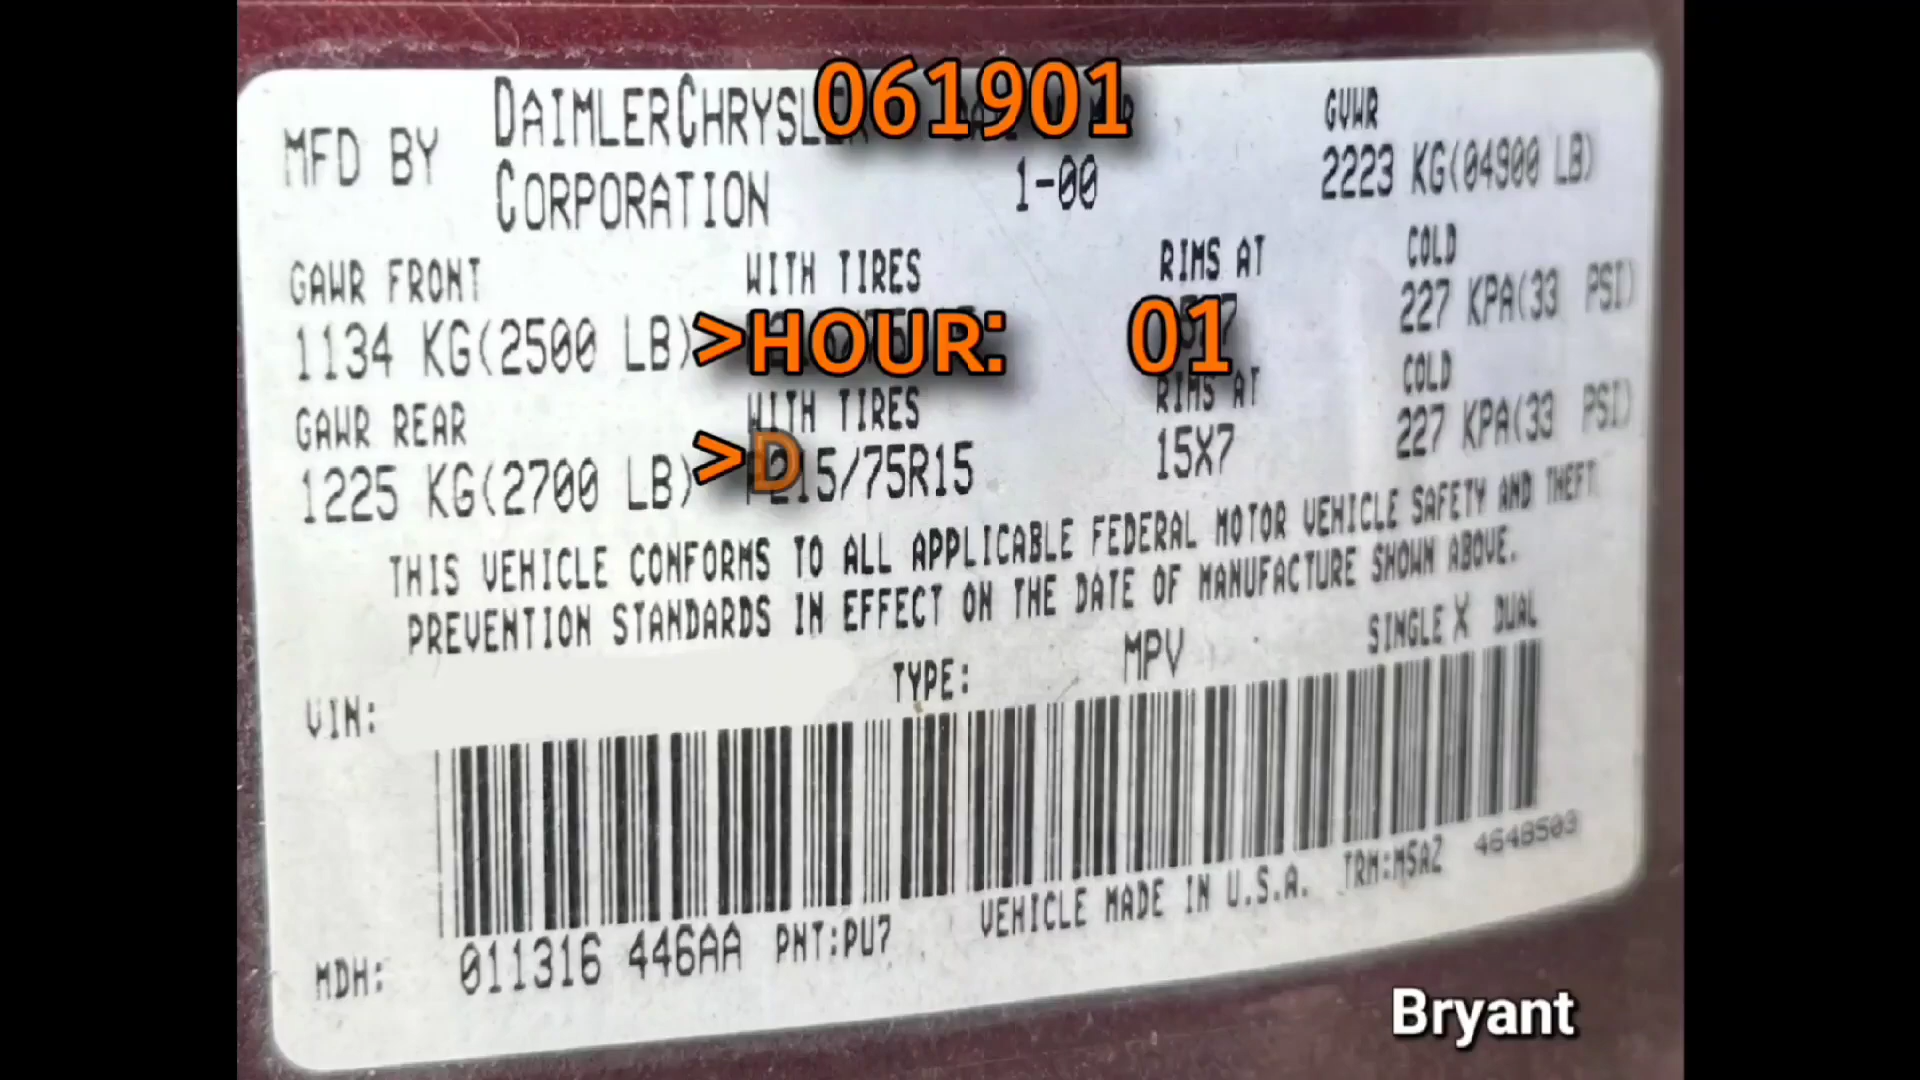 061901
MFD BY DAIMLERCHRYSLER
CORPORATION 1-00
GVWR
2223 KG(04900 LB)
GAWR FRONT WITH TIRES RIMS AT COLD
1134 KG(2500 LB) 227 KPA(33 PSI)
>HOUR: 01
GAWR REAR WITH TIRES RIMS AT COLD
1225 KG(2700 LB) P215/75R15 15X7 227 KPA(33 PSI)
>D
THIS VEHICLE CONFORMS TO ALL APPLICABLE FEDERAL MOTOR VEHICLE SAFETY AND THEFT
PREVENTION STANDARDS IN EFFECT ON THE DATE OF MANUFACTURE SHOWN ABOVE.
VIN: TYPE: MPV SINGLE X DUAL
MDH: 011316 446AA PNT:PU7 VEHICLE MADE IN U.S.A. TRM:M5AZ 4648503
Bryant